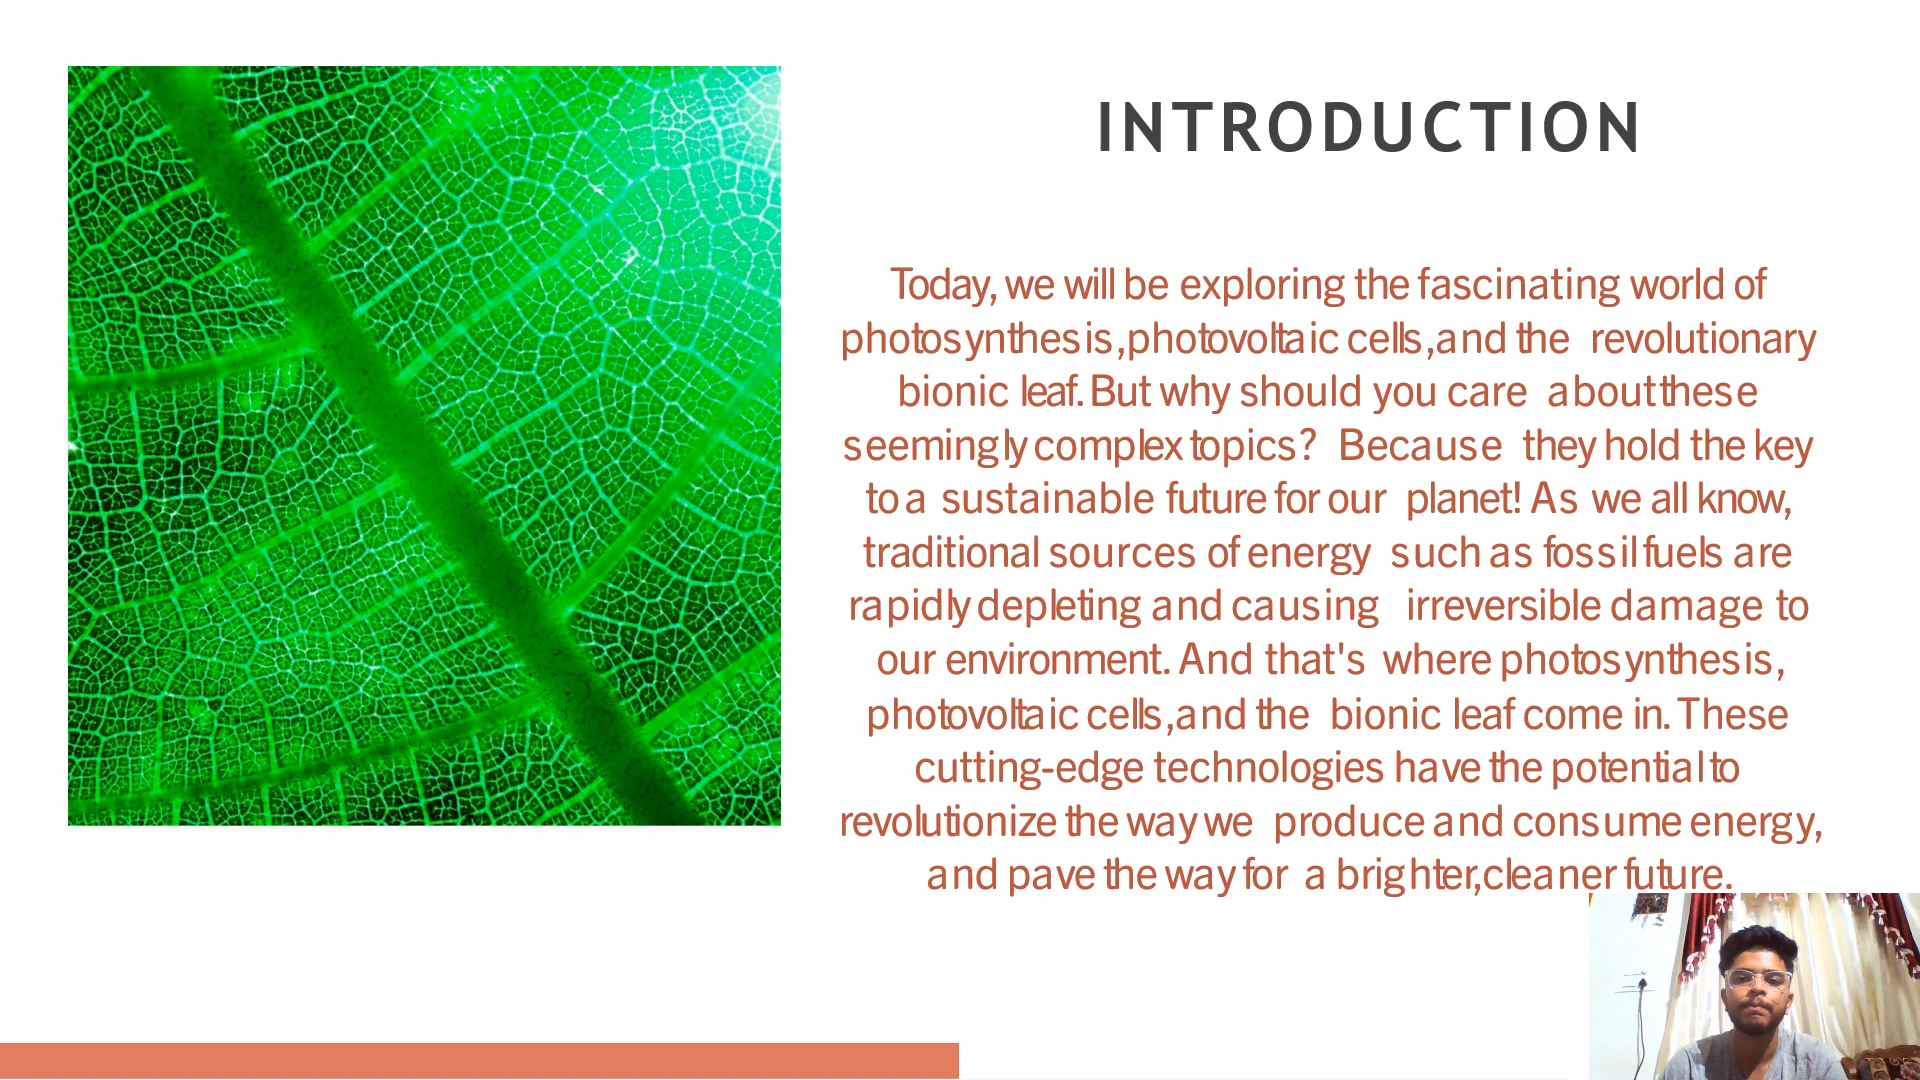 INTRODUCTION
Today, we will be exploring the fascinating world of
photosynthesis,photovoltaic cells,and the revolutionary
bionic leaf. But why should you care about these
seemingly complex topics? Because they hold the key
to a sustainable future for our planet! As we all know,
traditional sources of energy such as fossil fuels are
rapidly depleting and causing irreversible damage to
our environment. And that's where photosynthesis,
photovoltaic cells,and the bionic leaf come in. These
cutting-edge technologies have the potential to
revolutionize the way we produce and consume energy,
and pave the way for a brighter,cleaner future.